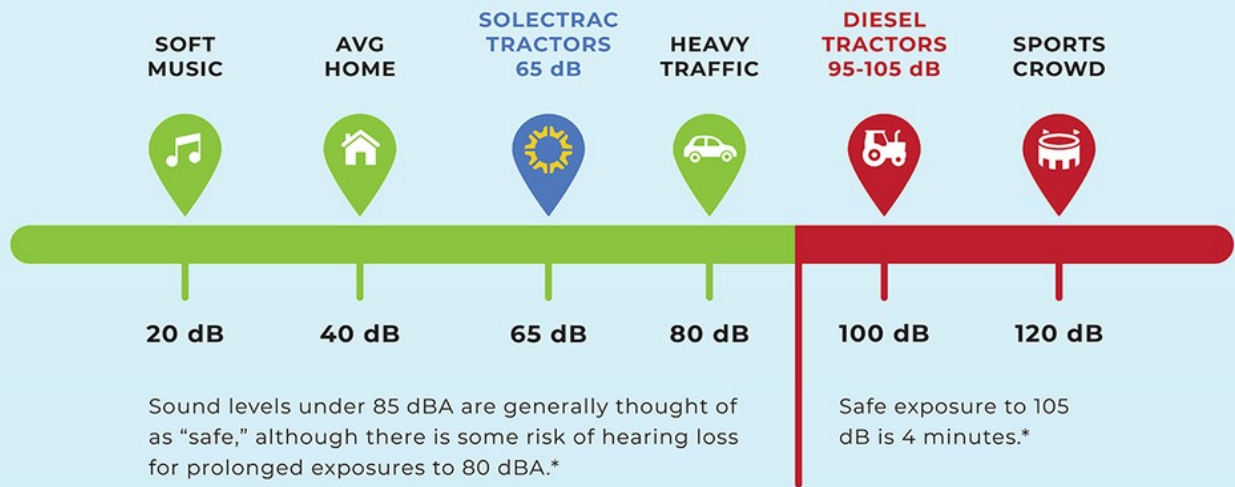 SOFT
MUSIC
AVG
HOME
SOLECTRAC
TRACTORS
65 dB
HEAVY
TRAFFIC
DIESEL
TRACTORS
95-105 dB
SPORTS
CROWD
20 dB
40 dB
65 dB
80 dB
100 dB
120 dB
Sound levels under 85 dBA are generally thought of
as “safe,” although there is some risk of hearing loss
for prolonged exposures to 80 dBA.*
Safe exposure to 105
dB is 4 minutes.*